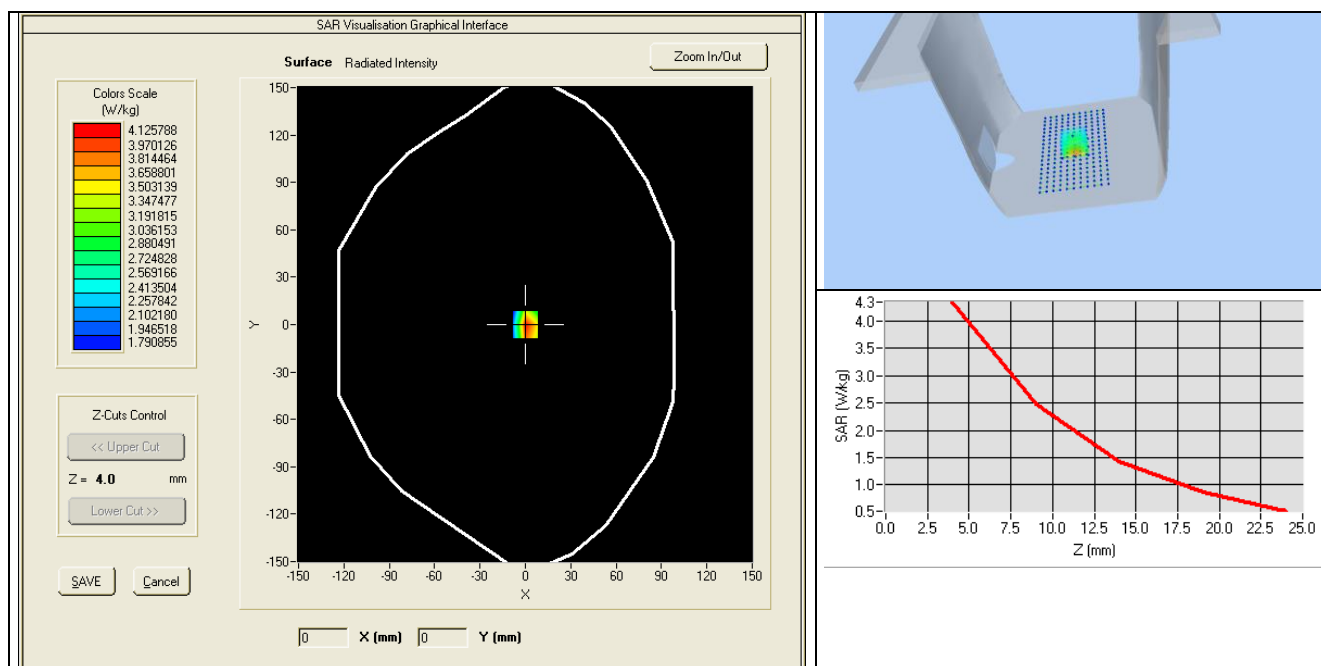 SAR Visualisation Graphical Interface
Surface Radiated Intensity
Zoom In/Out
Colors Scale
(W/kg)
4.125788
3.970126
3.814464
3.658801
3.503139
3.347477
3.191815
3.036153
2.880491
2.724828
2.569166
2.413504
2.257842
2.102180
1.946518
1.790855
Z-Cuts Control
<< Upper Cut
Z = 4.0 mm
Lower Cut >>
SAVE Cancel
150-
120-
90-
60-
30-
0-
-30-
-60-
-90-
-120-
-150-
Y
-150 -120 -90 -60 -30 0 30 60 90 120 150
X
0 X (mm) 0 Y (mm)
4.3-
4.0-
3.5-
3.0-
2.5-
2.0-
1.5-
1.0-
0.5-
SAR (W/kg)
0.0 2.5 5.0 7.5 10.0 12.5 15.0 17.5 20.0 22.5 25.0
Z (mm)